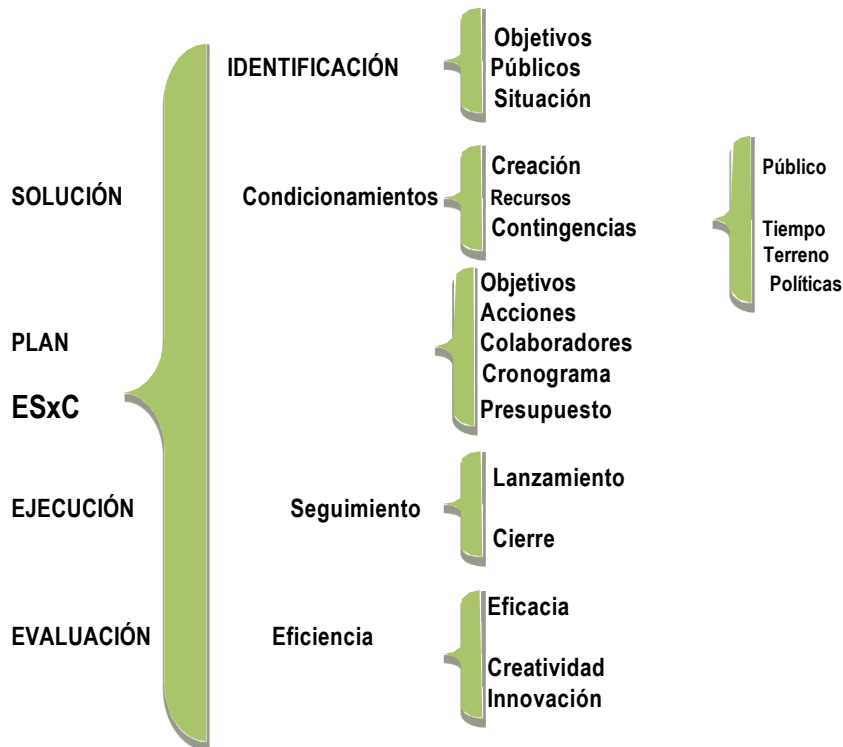 IDENTIFICACIÓN
Objetivos
Públicos
Situación
SOLUCIÓN
Condicionamientos
Creación
Recursos
Contingencias
Público
Tiempo
Terreno
Políticas
PLAN
Objetivos
Acciones
Colaboradores
Cronograma
Presupuesto
ESxC
EJECUCIÓN
Seguimiento
Lanzamiento
Cierre
EVALUACIÓN
Eficiencia
Eficacia
Creatividad
Innovación